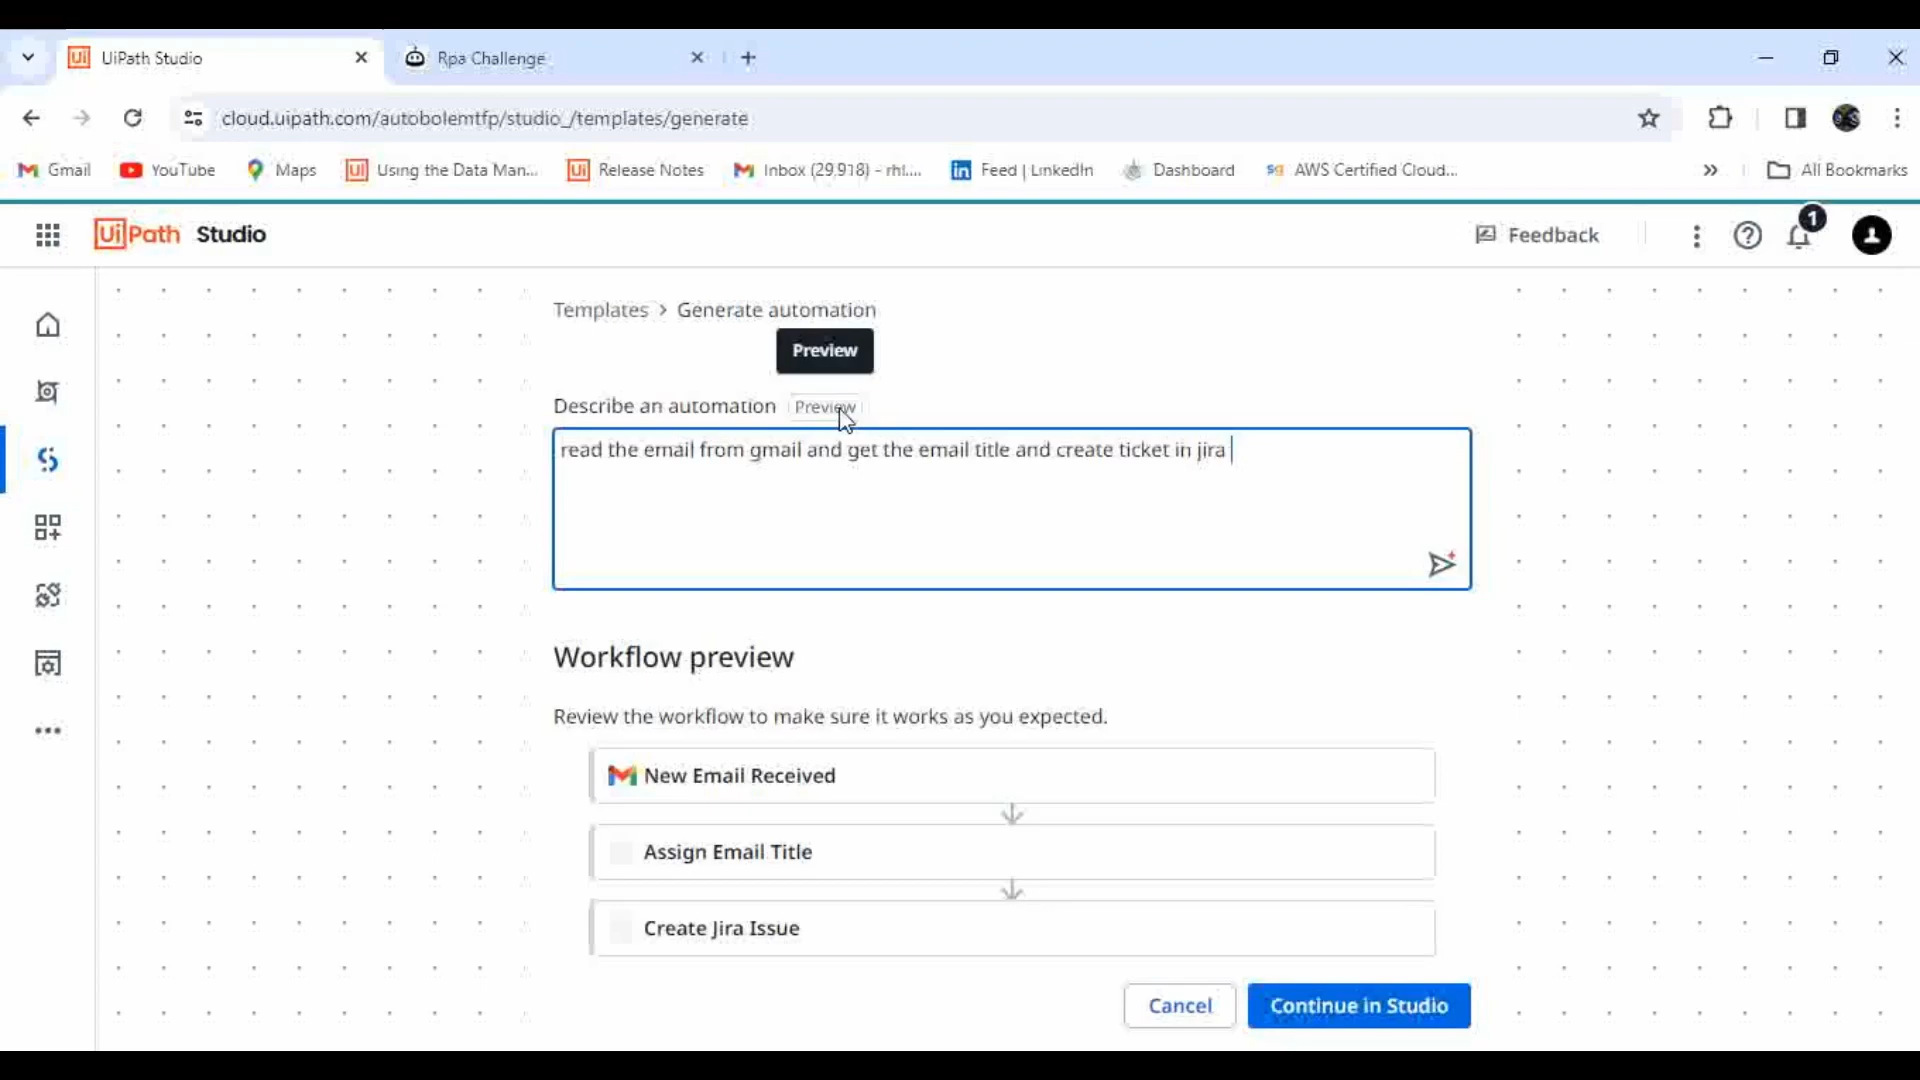 UiPath Studio
Rpa Challenge
cloud.uipath.com/autobolemtfp/studio_/templates/generate
Gmail
YouTube
Maps
Using the Data Man...
Release Notes
Inbox (29,918) - rhl....
Feed | LinkedIn
Dashboard
AWS Certified Cloud...
All Bookmarks
UiPath Studio
Feedback
1
Templates > Generate automation
Preview
Describe an automation Preview
read the email from gmail and get the email title and create ticket in jira
Workflow preview
Review the workflow to make sure it works as you expected.
New Email Received
Assign Email Title
Create Jira Issue
Cancel
Continue in Studio